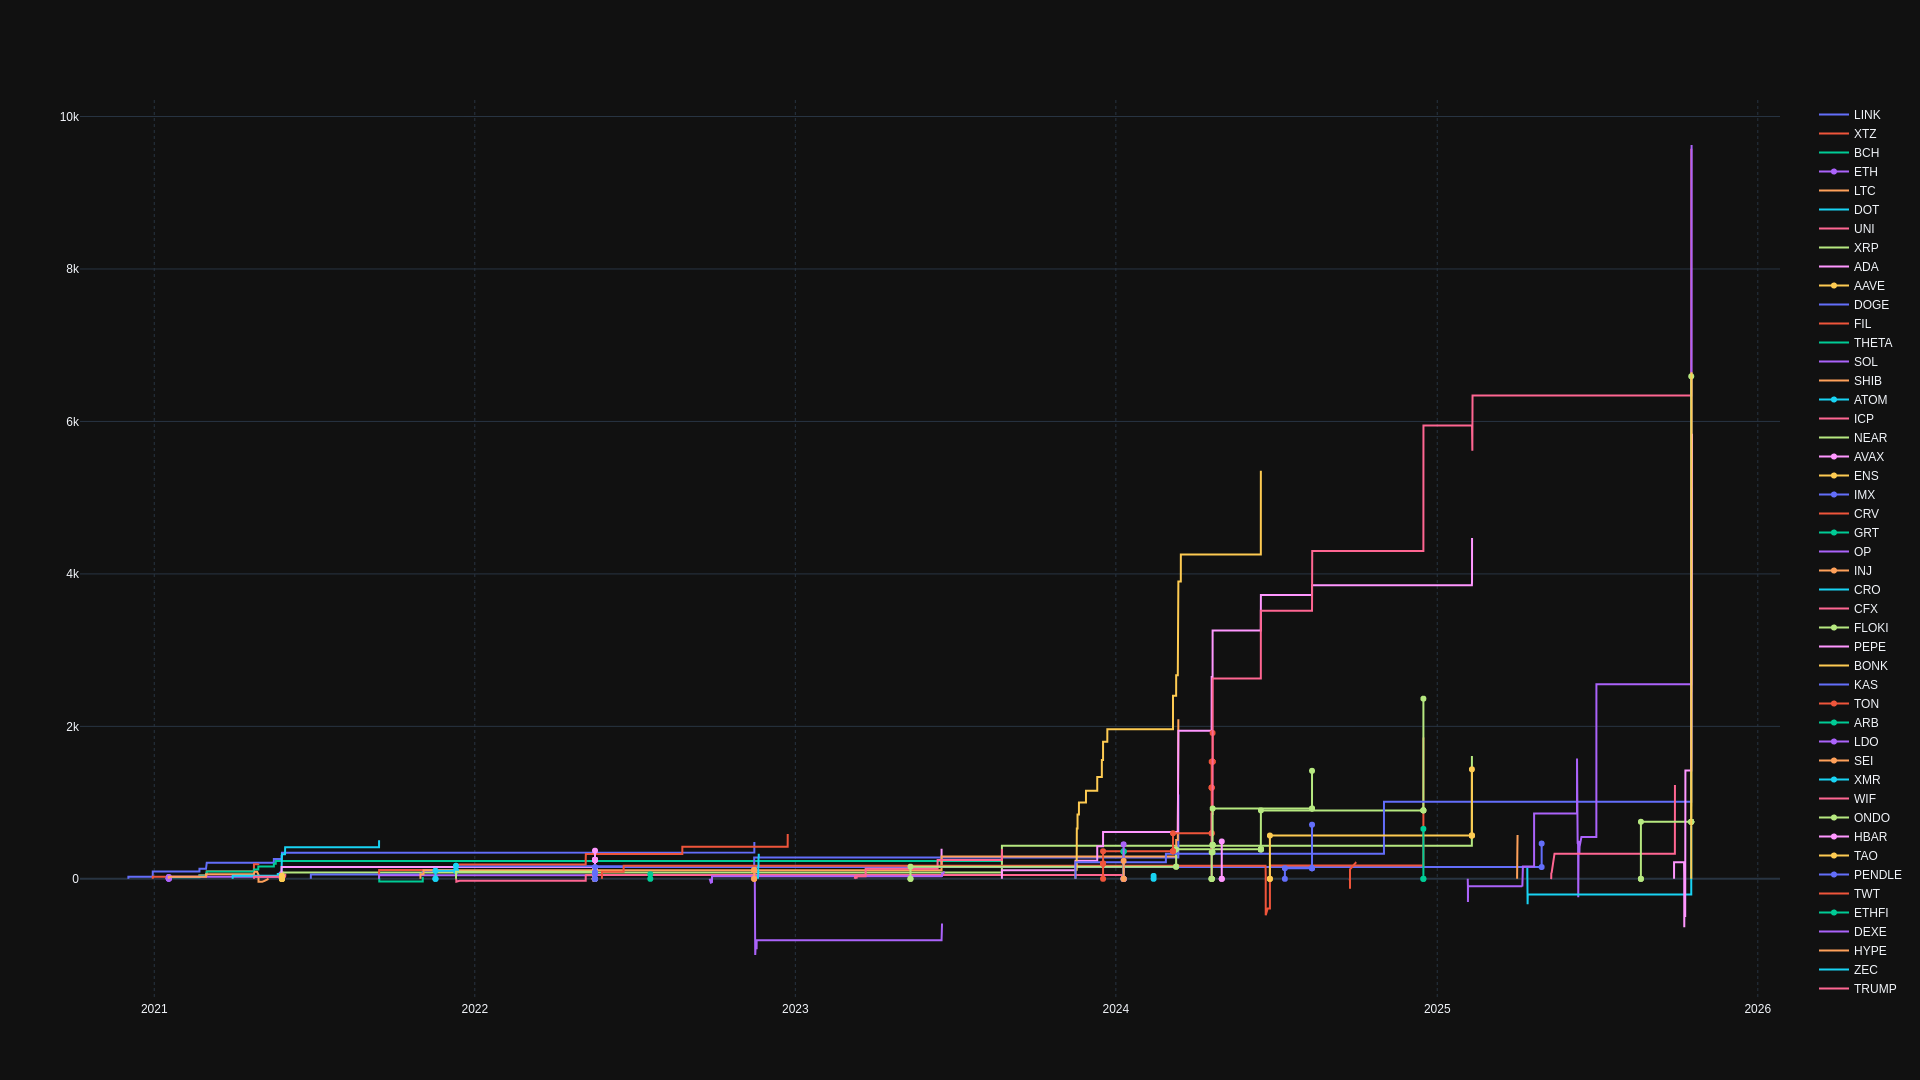 10k
8k
6k
4k
2k
0
2021
2022
2023
2024
2025
2026
LINK
XTZ
BCH
ETH
LTC
DOT
UNI
XRP
ADA
AAVE
DOGE
FIL
THETA
SOL
SHIB
ATOM
ICP
NEAR
AVAX
ENS
IMX
CRV
GRT
OP
INJ
CRO
CFX
FLOKI
PEPE
BONK
KAS
TON
ARB
LDO
SEI
XMR
WIF
ONDO
HBAR
TAO
PENDLE
TWT
ETHFI
DEXE
HYPE
ZEC
TRUMP